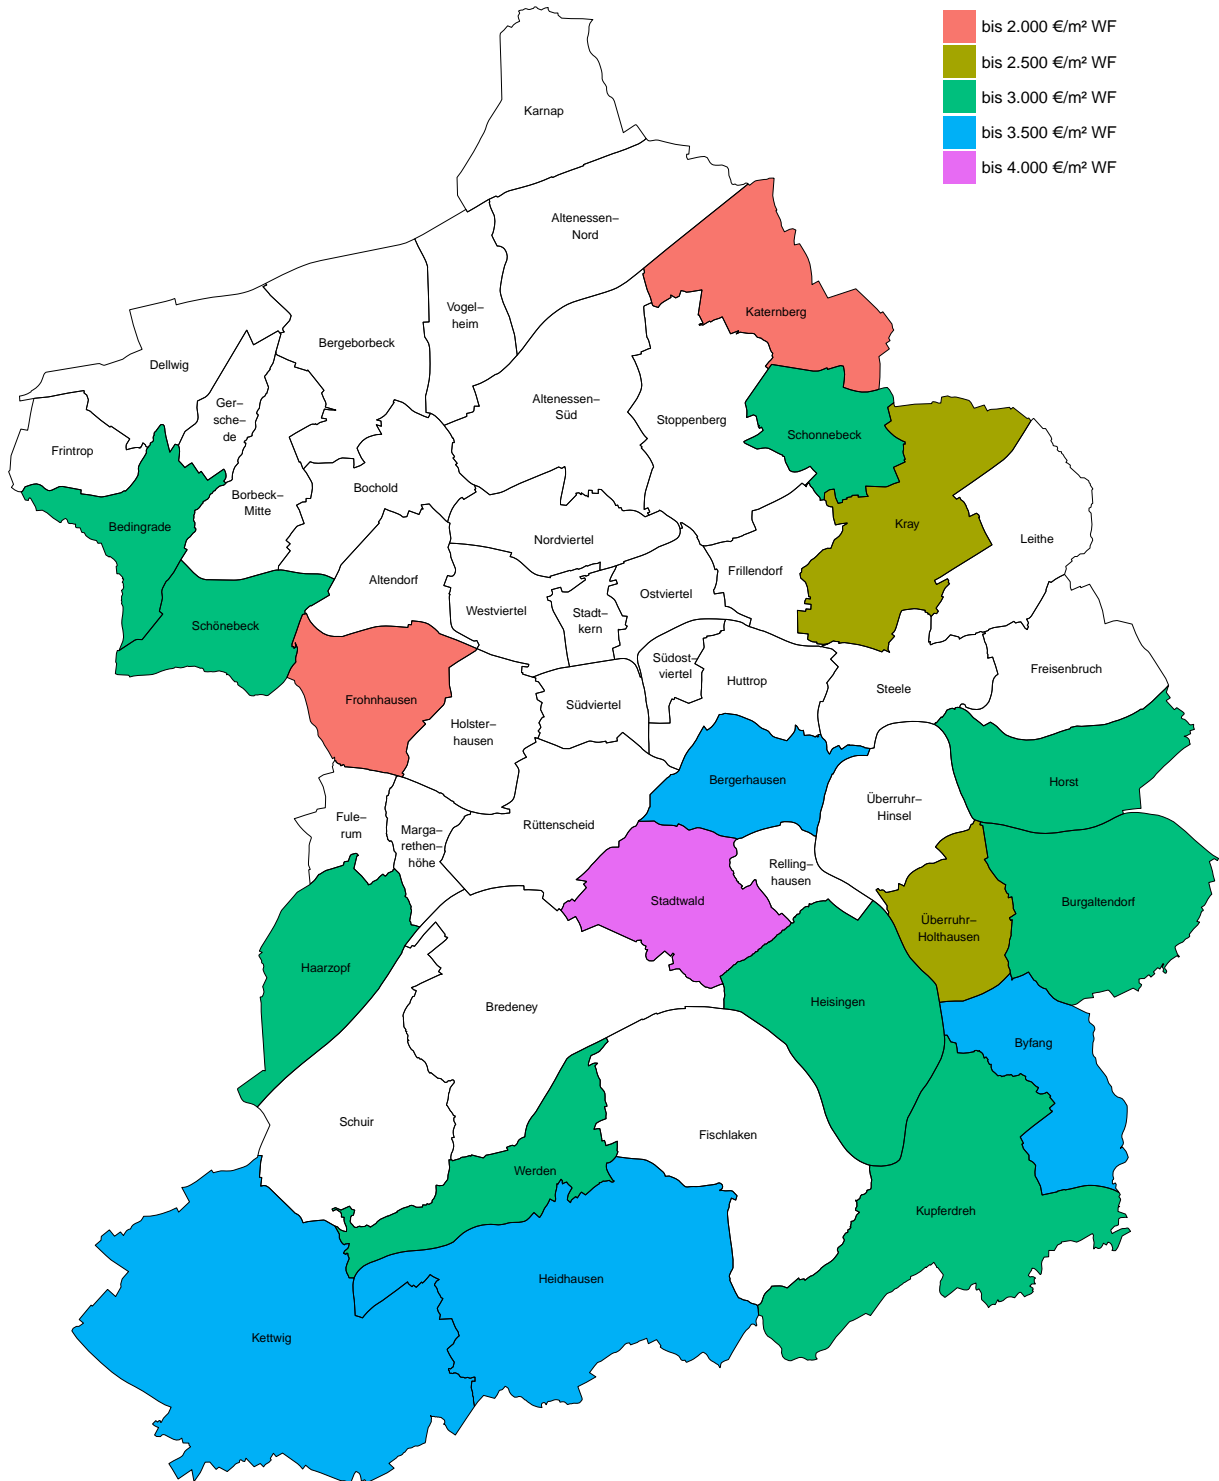 bis 2.000 €/m² WF
bis 2.500 €/m² WF
bis 3.000 €/m² WF
bis 3.500 €/m² WF
bis 4.000 €/m² WF
Karnap
Altenessen–
Nord
Katernberg
Vogel–
heim
Bergeborbeck
Dellwig
Altenessen–
Süd
Stoppenberg
Ger–
sche–
de
Schonnebeck
Frintrop
Bochold
Borbeck–
Mitte
Bedingrade
Nordviertel
Kray
Leithe
Altendorf
Frillendorf
Ostviertel
Westviertel
Stadt–
kern
Schönebeck
Südost–
viertel
Huttrop
Steele
Freisenbruch
Frohnhausen
Südviertel
Holster–
hausen
Bergerhausen
Horst
Überruhr–
Hinsel
Fule–
rum
Marga–
rethen–
höhe
Rüttenscheid
Relling–
hausen
Stadtwald
Burgaltendorf
Überruhr–
Holthausen
Haarzopf
Bredeney
Heisingen
Byfang
Schuir
Fischlaken
Werden
Kupferdreh
Heidhausen
Kettwig